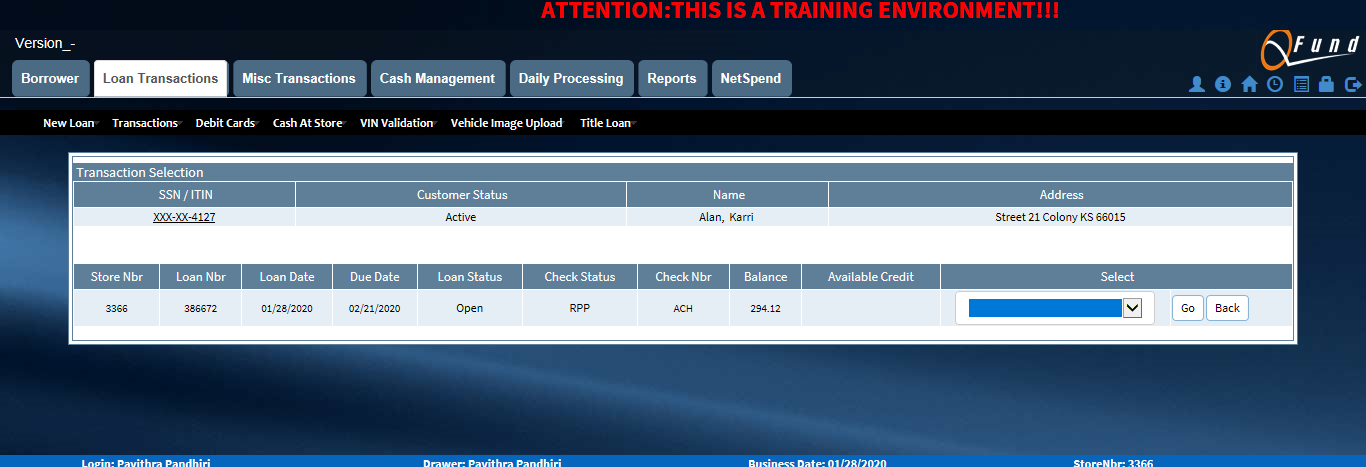 ATTENTION:THIS IS A TRAINING ENVIRONMENT!!!
Version_-
QFund
Borrower Loan Transactions Misc Transactions Cash Management Daily Processing Reports NetSpend
New Loan Transactions Debit Cards Cash At Store VIN Validation Vehicle Image Upload Title Loan
Transaction Selection
SSN / ITIN Customer Status Name Address
XXX-XX-4127 Active Alan, Karri Street 21 Colony KS 66015
Store Nbr Loan Nbr Loan Date Due Date Loan Status Check Status Check Nbr Balance Available Credit Select
3366 386672 01/28/2020 02/21/2020 Open RPP ACH 294.12 Go Back
Login: Pavithra Pandhiri Drawer: Pavithra Pandhiri Business Date: 01/28/2020 StoreNbr: 3366